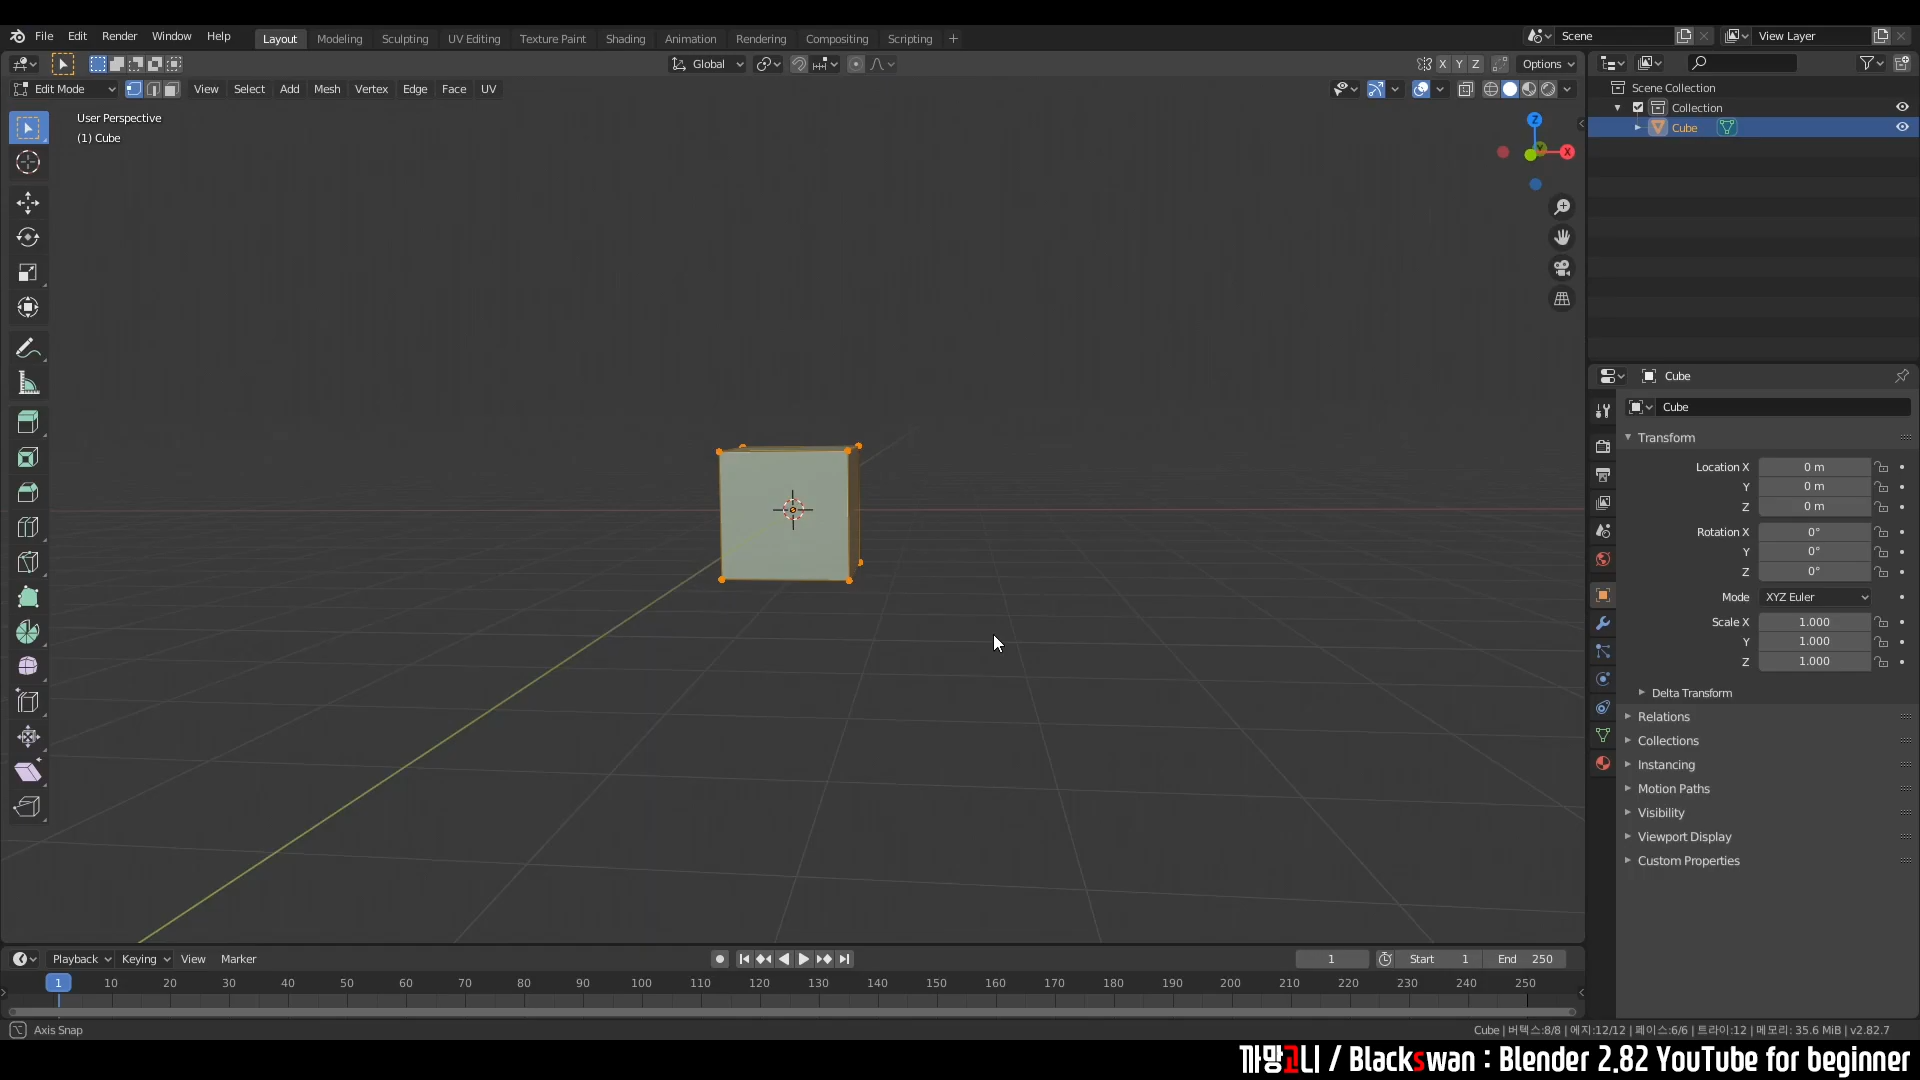 File Edit Render Window Help Layout Modeling Sculpting UV Editing Texture Paint Shading Animation Rendering Compositing Scripting + Scene View Layer
Global X Y Z Options
Edit Mode View Select Add Mesh Vertex Edge Face UV
User Perspective
(1) Cube
Z
Y
X
Scene Collection
Collection
Cube
Cube
Cube
Transform
Location X 0 m
Y 0 m
Z 0 m
Rotation X 0°
Y 0°
Z 0°
Mode XYZ Euler
Scale X 1.000
Y 1.000
Z 1.000
Delta Transform
Relations
Collections
Instancing
Motion Paths
Visibility
Viewport Display
Custom Properties
Playback Keying View Marker 1 Start 1 End 250
1 10 20 30 40 50 60 70 80 90 100 110 120 130 140 150 160 170 180 190 200 210 220 230 240 250
Axis Snap
Cube | 버텍스:8/8 | 에지:12/12 | 페이스:6/6 | 트라이:12 | 메모리: 35.6 MiB | v2.82.7
까망고니 / Blackswan : Blender 2.82 YouTube for beginner